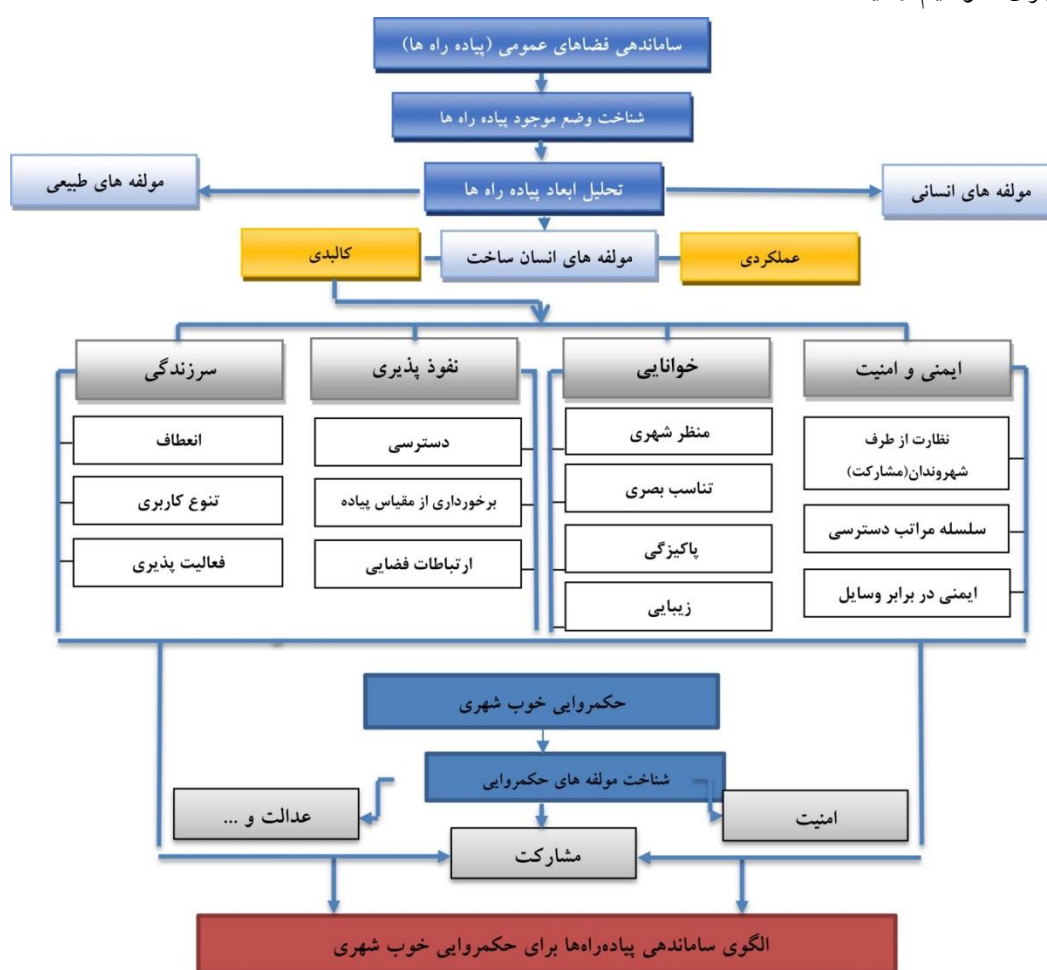 ساماندهی فضاهای عمومی (پیاده راه ها)
شناخت وضع موجود پیاده راه ها
مولفه های انسانی
تحلیل ابعاد پیاده راه ها
مولفه های طبیعی
عملکردی
مولفه های انسان ساخت
کالبدی
ایمنی و امنیت
نظارت از طرف
شهروندان(مشارکت)
سلسله مراتب دسترسی
ایمنی در برابر وسایل
خوانایی
منظر شهری
تناسب بصری
پاکیزگی
زیبایی
نفوذ پذیری
دسترسی
برخورداری از مقیاس پیاده
ارتباطات فضایی
سرزندگی
انعطاف
تنوع کاربری
فعالیت پذیری
حکمروایی خوب شهری
شناخت مولفه های حکمروایی
امنیت
مشارکت
عدالت و ...
الگوی ساماندهی پیاده‌راه‌ها برای حکمروایی خوب شهری